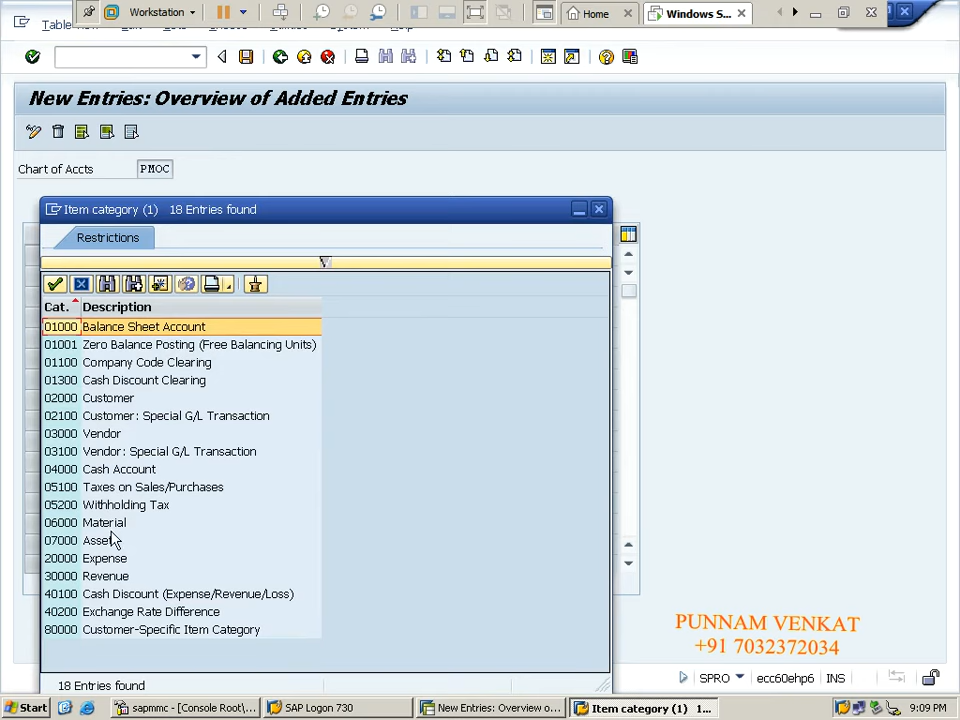 Workstation
Home
Windows S...
New Entries: Overview of Added Entries
Chart of Accts
PMOC
Item category (1) 18 Entries found
Restrictions
Cat. Description
01000 Balance Sheet Account
01001 Zero Balance Posting (Free Balancing Units)
01100 Company Code Clearing
01300 Cash Discount Clearing
02000 Customer
02100 Customer: Special G/L Transaction
03000 Vendor
03100 Vendor: Special G/L Transaction
04000 Cash Account
05100 Taxes on Sales/Purchases
05200 Withholding Tax
06000 Material
07000 Asset
20000 Expense
30000 Revenue
40100 Cash Discount (Expense/Revenue/Loss)
40200 Exchange Rate Difference
80000 Customer-Specific Item Category
18 Entries found
PUNNAM VENKAT
+91 7032372034
SPRO
ecc60ehp6
INS
Start
sapmmc - [Console Root\...
SAP Logon 730
New Entries: Overview o...
Item category (1) 1...
9:09 PM